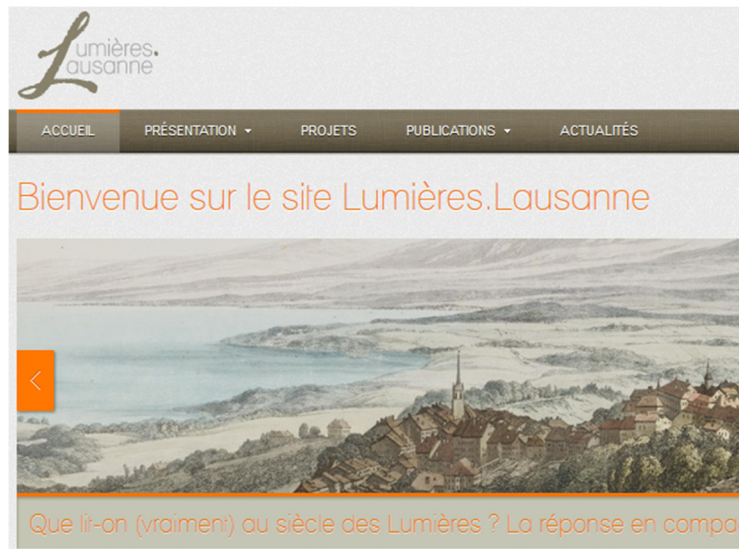 Lumières.
Lausanne
ACCUEIL PRÉSENTATION PROJETS PUBLICATIONS ACTUALITÉS
Bienvenue sur le site Lumières.Lausanne
Que lit-on (vraiment) au siècle des Lumières ? La réponse en compa